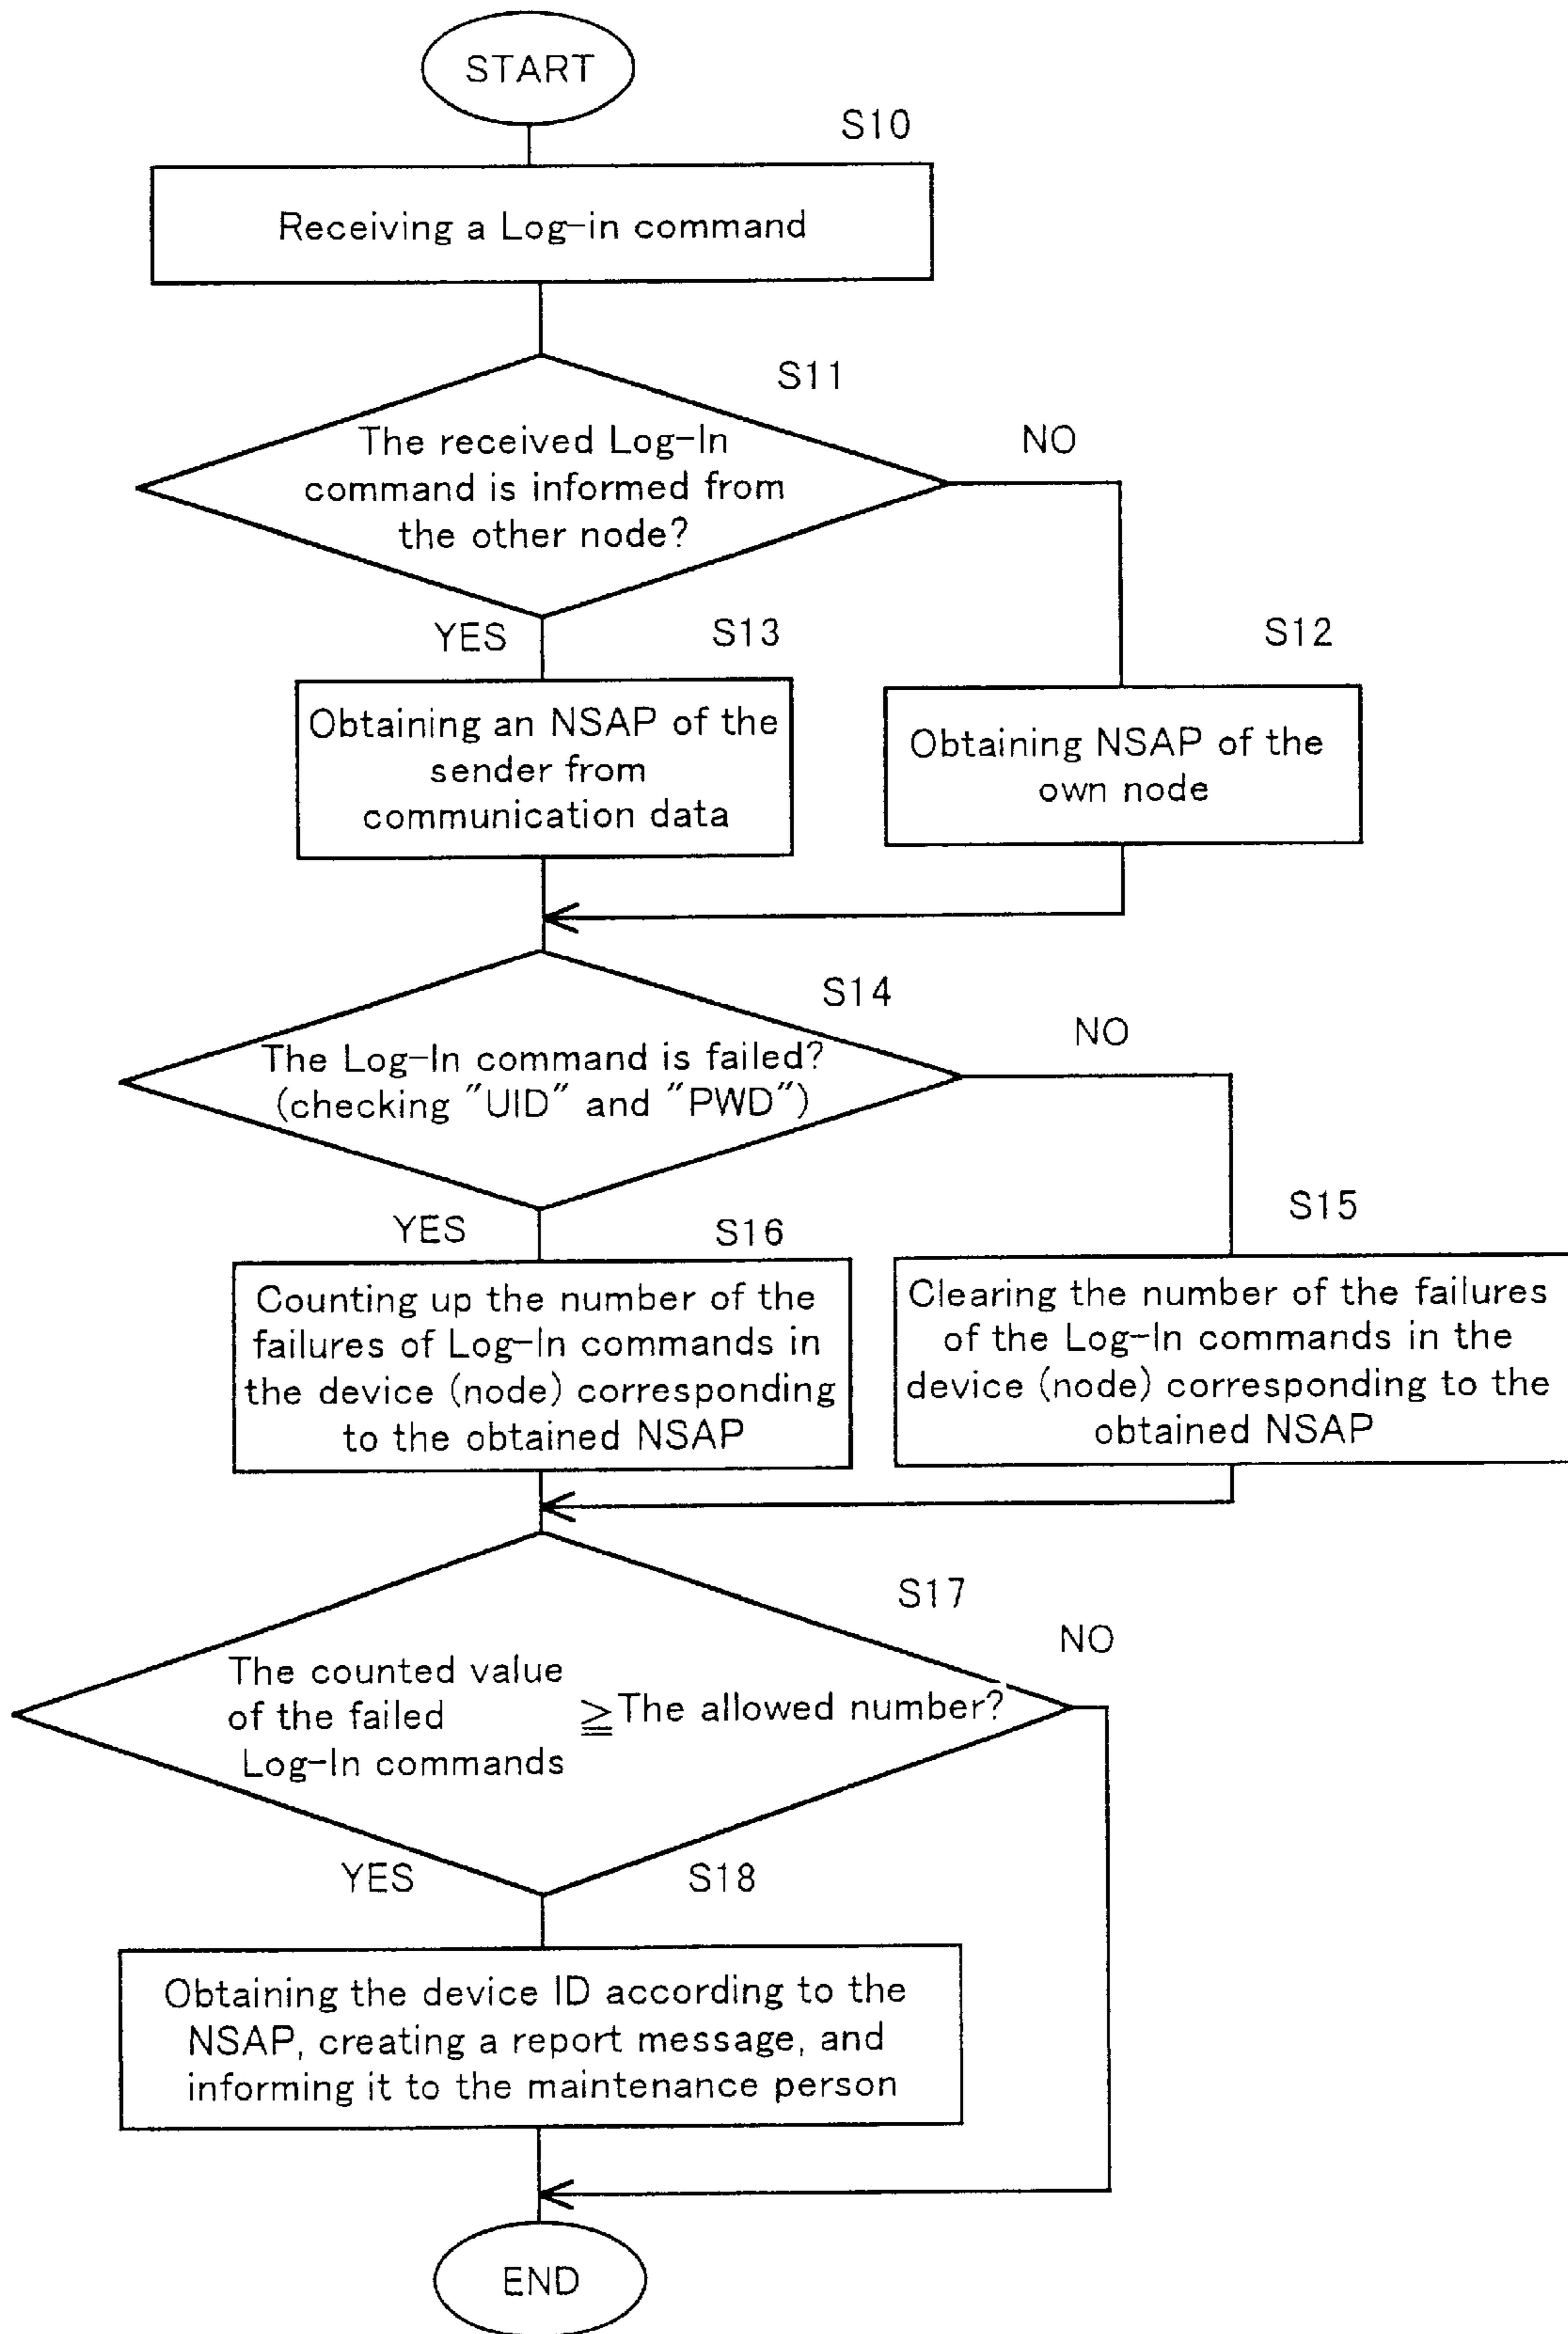 START
S10
Receiving a Log-in command
S11
The received Log-In
command is informed from
the other node?
NO
YES
S13
S12
Obtaining an NSAP of the
sender from
communication data
Obtaining NSAP of the
own node
S14
The Log-In command is failed?
(checking "UID" and "PWD")
NO
YES
S16
S15
Counting up the number of the
failures of Log-In commands in
the device (node) corresponding
to the obtained NSAP
Clearing the number of the failures
of the Log-In commands in the
device (node) corresponding to the
obtained NSAP
S17
NO
The counted value
of the failed
Log-In commands
≧The allowed number?
YES
S18
Obtaining the device ID according to the
NSAP, creating a report message, and
informing it to the maintenance person
END